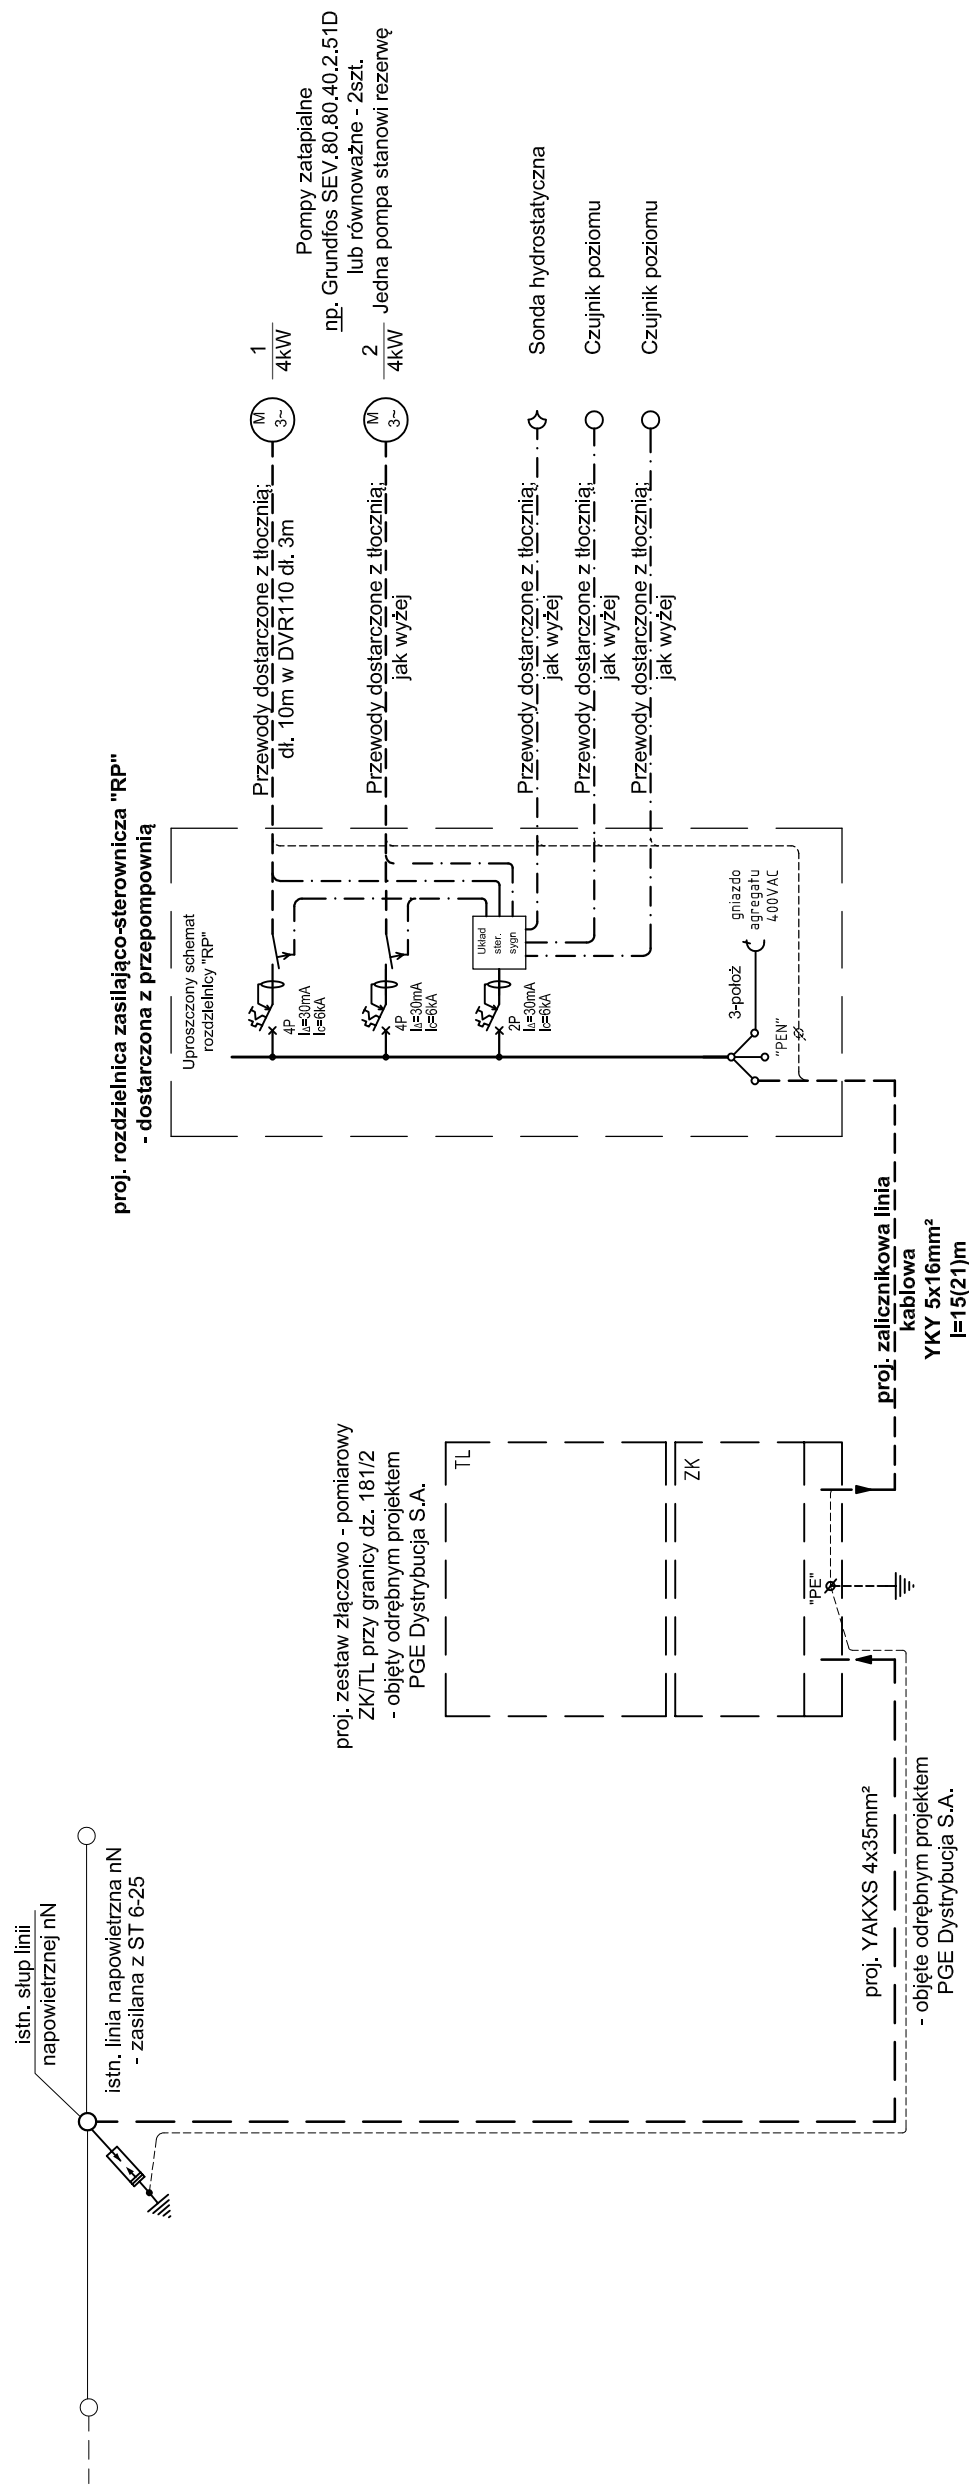 istn. słup linii
napowietrznej nN
istn. linia napowietrzna nN
- zasilana z ST 6-25
proj. YAKXS 4x35mm²
- objęte odrębnym projektem
PGE Dystrybucja S.A.
proj. zestaw złączowo - pomiarowy
ZK/TL przy granicy dz. 181/2
- objęty odrębnym projektem
PGE Dystrybucja S.A.
TL
ZK
"PE"
proj. zalicznikowa linia
kablowa
YKY 5x16mm²
l=15(21)m
proj. rozdzielnica zasilająco-sterownicza "RP"
- dostarczona z przepompownią
Uproszczony schemat
rozdzielnicy "RP"
4P
I∆=30mA
Ic=6kA
4P
I∆=30mA
Ic=6kA
2P
I∆=30mA
Ic=6kA
Układ
ster.
sygn
3-położ
gniazdo
agregatu
400VAC
"PEN"
Przewody dostarczone z tłocznią;
dł. 10m w DVR110 dł. 3m
Przewody dostarczone z tłocznią;
jak wyżej
Przewody dostarczone z tłocznią;
jak wyżej
Przewody dostarczone z tłocznią;
jak wyżej
Przewody dostarczone z tłocznią;
jak wyżej
M
3~
1
4kW
M
3~
2
4kW
Pompy zatapialne
np. Grundfos SEV.80.80.40.2.51D
lub równoważne - 2szt.
Jedna pompa stanowi rezerwę
Sonda hydrostatyczna
Czujnik poziomu
Czujnik poziomu